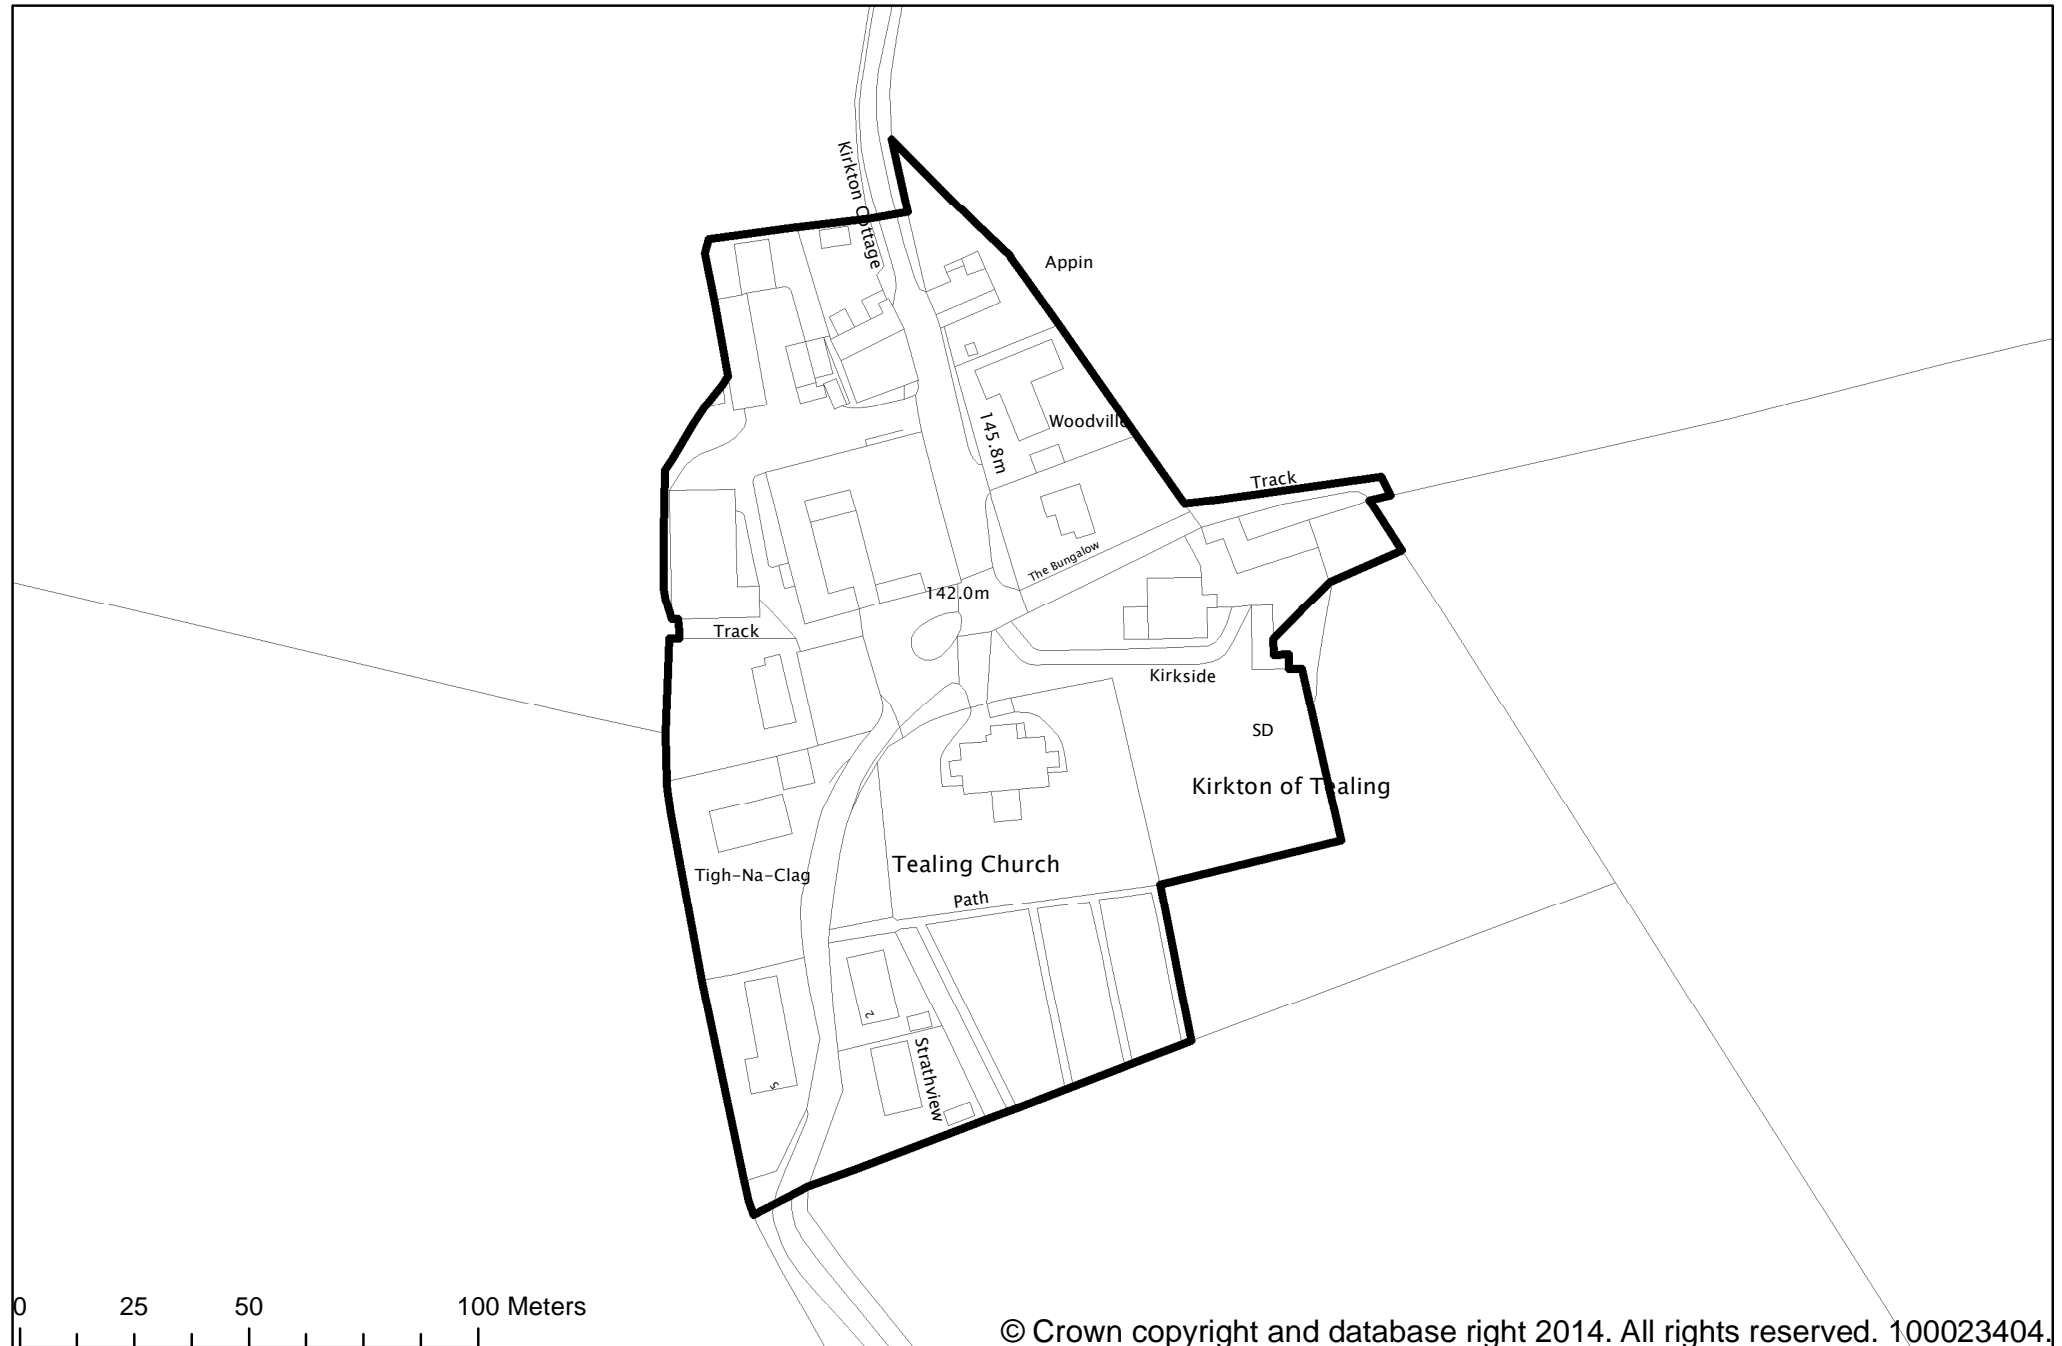 Kirkton Cottage
Appin
Woodville
145.8m
Track
The Bungalow
142.0m
Track
Kirkside
SD
Kirkton of Tealing
Tealing Church
Tigh-Na-Clag
Path
2
Strathview
5
0 25 50 100 Meters
© Crown copyright and database right 2014. All rights reserved. 100023404.